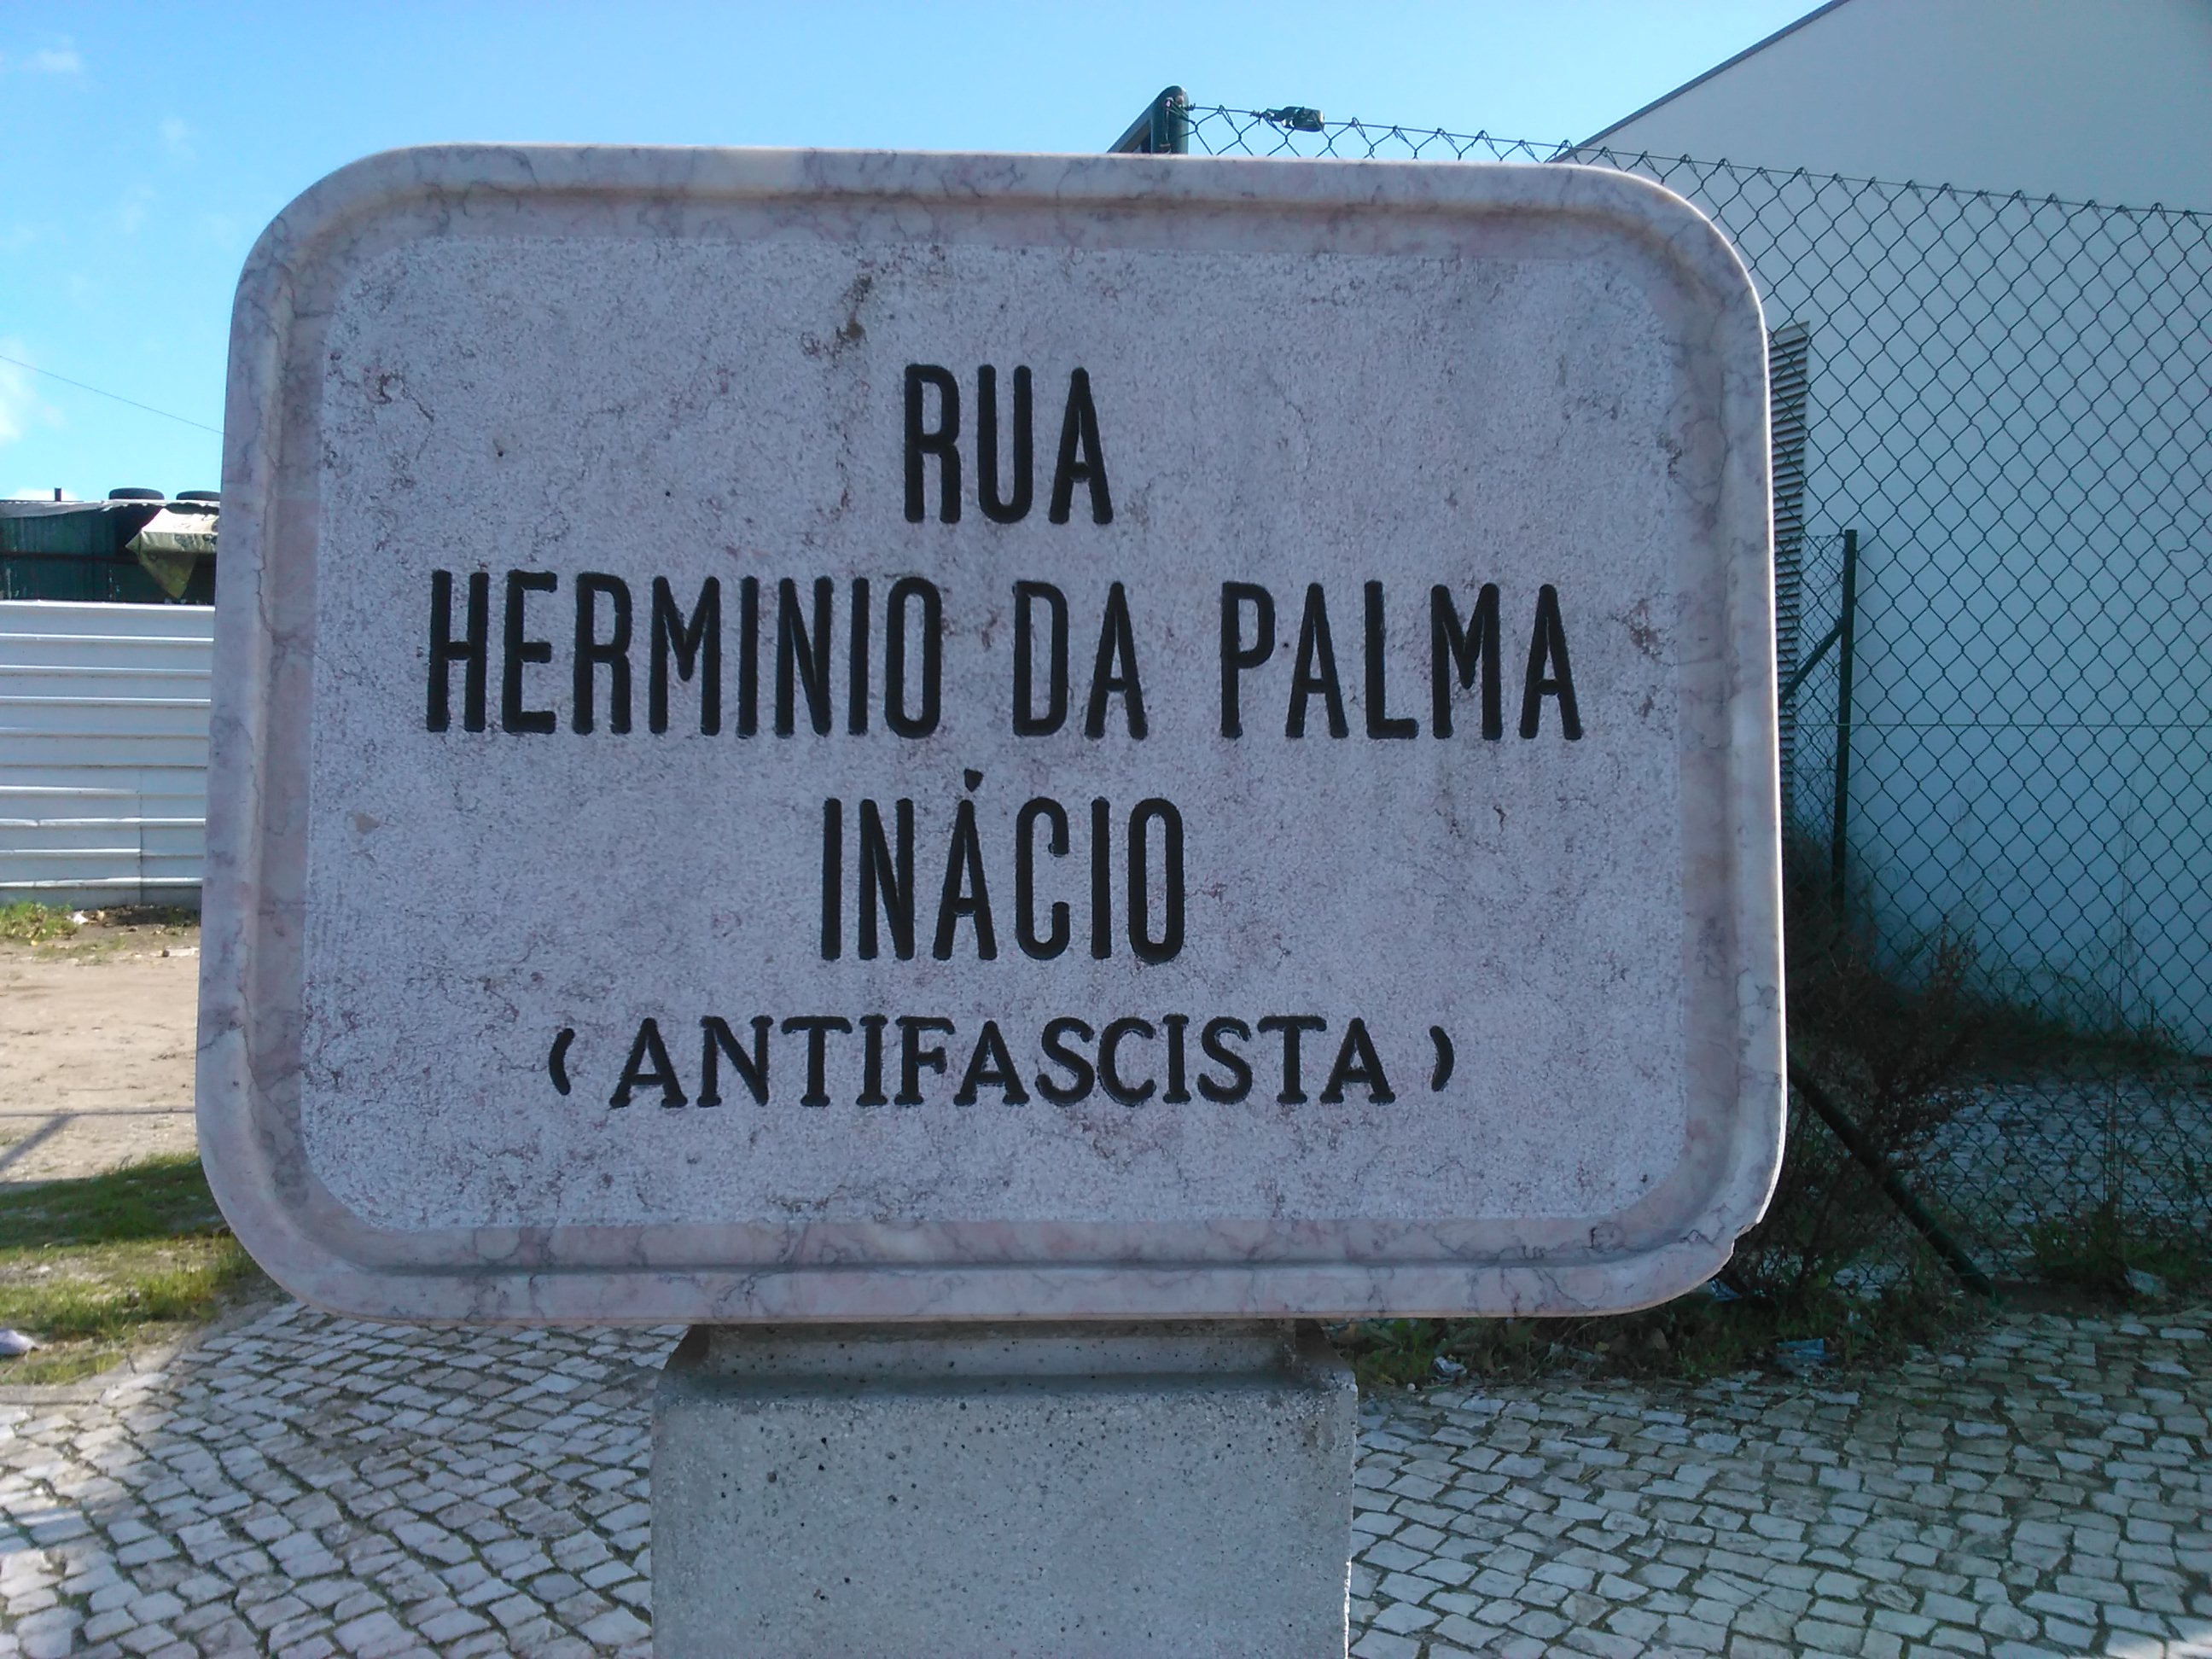 RUA
HERMINIO DA PALMA
INÁCIO
( ANTIFASCISTA )